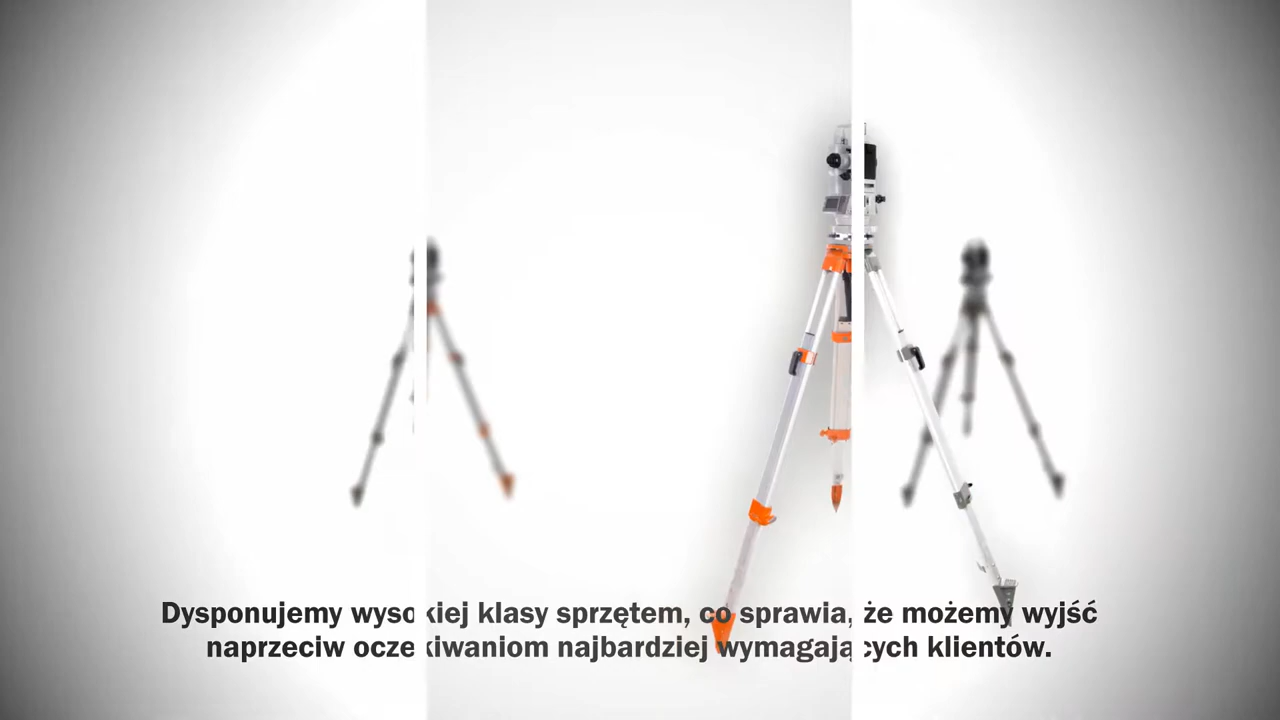 Dysponujemy wysokiej klasy sprzętem, co sprawia, że możemy wyjść
naprzeciw oczekiwaniom najbardziej wymagających klientów.